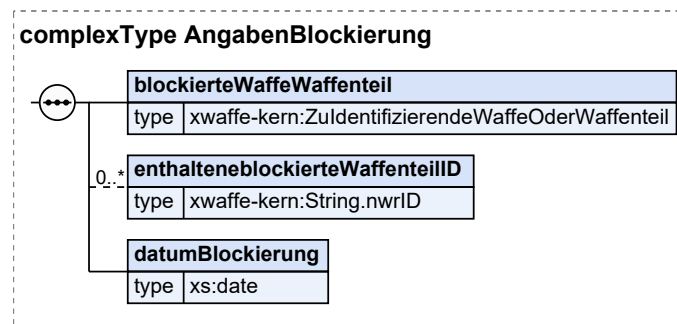 complexType AngabenBlockierung
blockierteWaffeWaffenteil
type xwaffe-kern:ZuIdentifizierendeWaffeOderWaffenteil
0..*
enthalteneblockierteWaffenteilID
type xwaffe-kern:String.nwrID
datumBlockierung
type xs:date